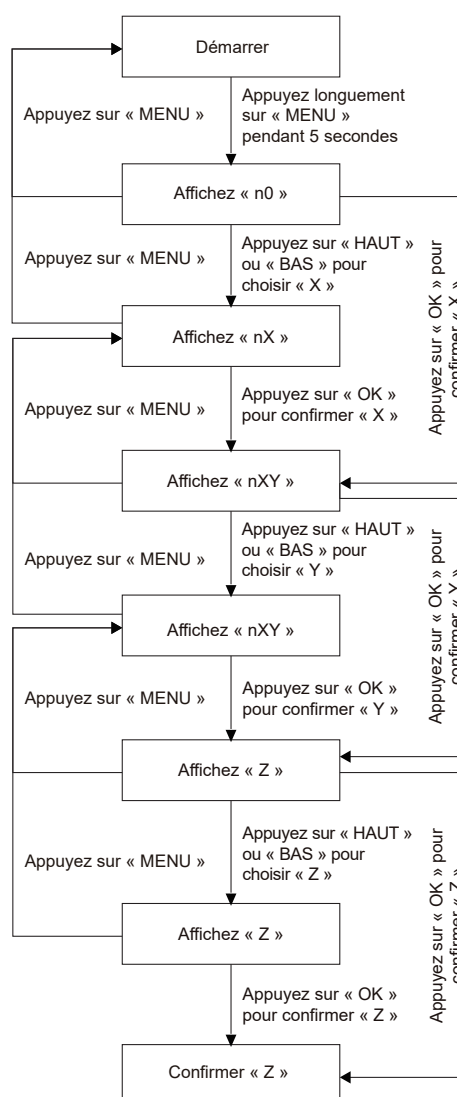 Démarrer
Appuyez sur « MENU »
Appuyez longuement
sur « MENU »
pendant 5 secondes
Affichez « n0 »
Appuyez sur « MENU »
Appuyez sur « HAUT »
ou « BAS » pour
choisir « X »
Appuyez sur « OK » pour
confirmer « X »
Affichez « nX »
Appuyez sur « MENU »
Appuyez sur « OK »
pour confirmer « X »
Affichez « nXY »
Appuyez sur « MENU »
Appuyez sur « HAUT »
ou « BAS » pour
choisir « Y »
Appuyez sur « OK » pour
confirmer « Y »
Affichez « nXY »
Appuyez sur « MENU »
Appuyez sur « OK »
pour confirmer « Y »
Affichez « Z »
Appuyez sur « MENU »
Appuyez sur « HAUT »
ou « BAS » pour
choisir « Z »
Appuyez sur « OK » pour
confirmer « Z »
Affichez « Z »
Appuyez sur « OK »
pour confirmer « Z »
Confirmer « Z »